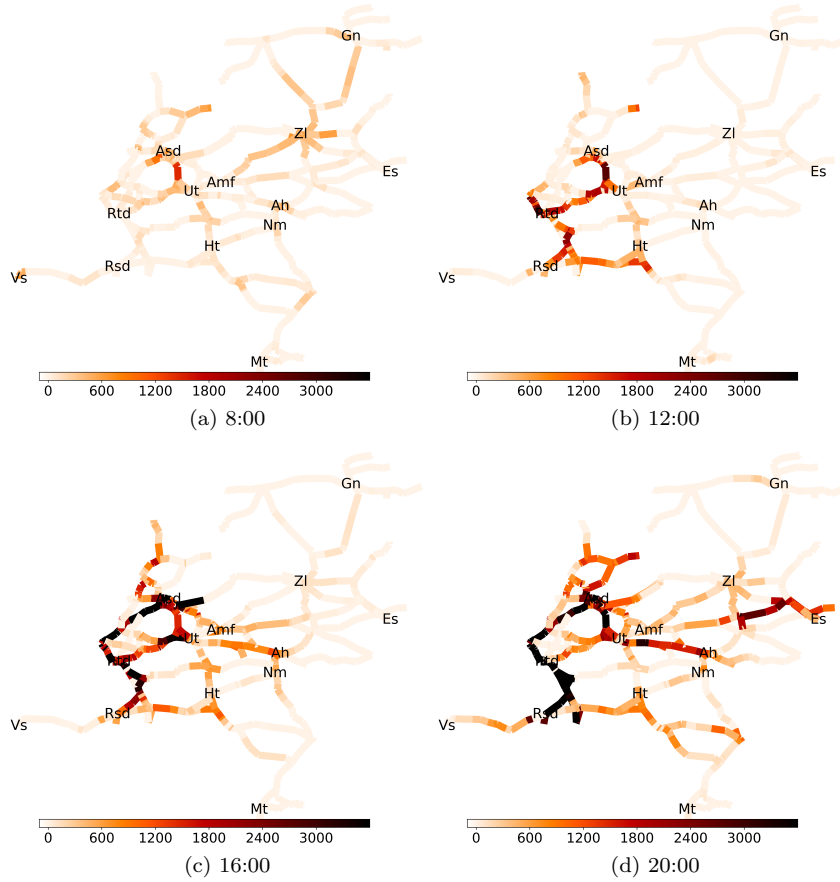 Gn
Zl
Asd
Es
Ut
Amf
Ah
Rtd
Nm
Ht
Rsd
Vs
Mt
0 600 1200 1800 2400 3000
(a) 8:00
Gn
Zl
Asd
Es
Ut
Amf
Ah
Rtd
Nm
Ht
Rsd
Vs
Mt
0 600 1200 1800 2400 3000
(b) 12:00
Gn
Zl
Asd
Es
Ut
Amf
Ah
Rtd
Nm
Ht
Rsd
Vs
Mt
0 600 1200 1800 2400 3000
(c) 16:00
Gn
Zl
Asd
Es
Ut
Amf
Ah
Rtd
Nm
Ht
Rsd
Vs
Mt
0 600 1200 1800 2400 3000
(d) 20:00